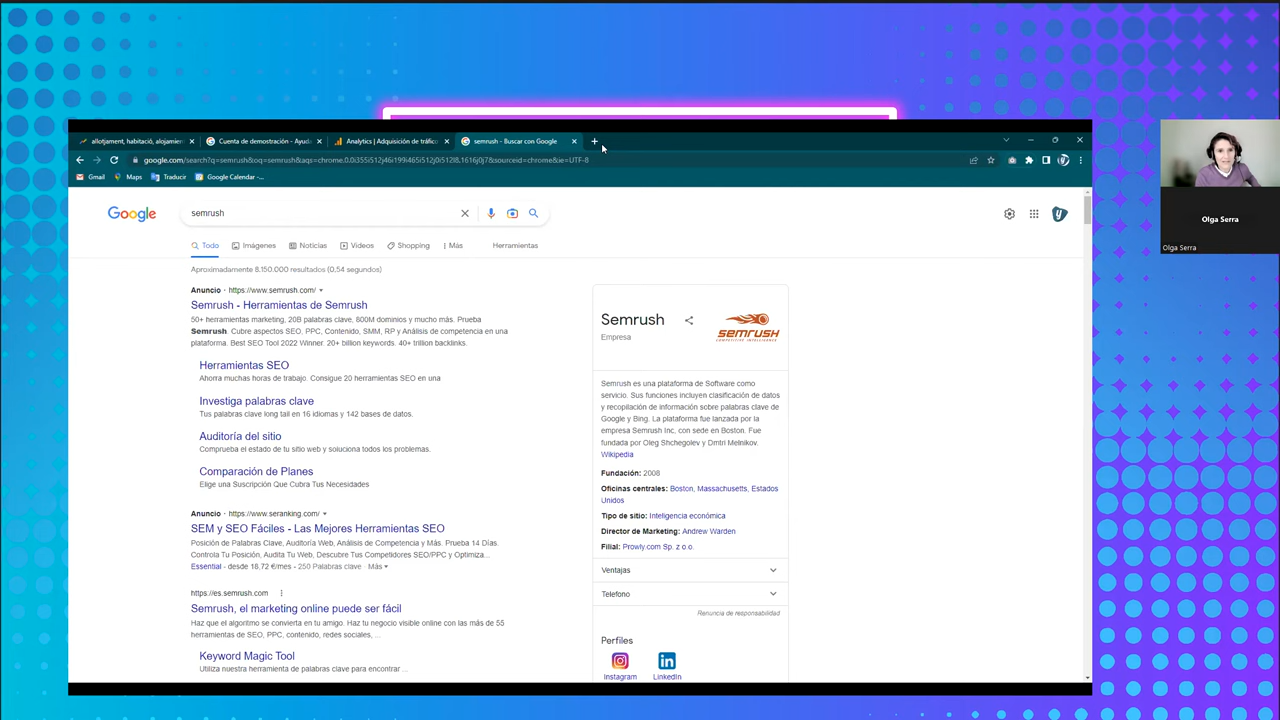 allotjament, habitació, alojamien
Cuenta de demostración - Ayuda
Analytics | Adquisición de tráfico
semrush - Buscar con Google
google.com/search?q=semrush&oq=semrush&aqs=chrome.0.0i355i512j46i199i465i512j0i512l8.1616j0j7&sourceid=chrome&ie=UTF-8
Gmail
Maps
Traducir
Google Calendar -...
Google
semrush
Todo
Imágenes
Noticias
Videos
Shopping
Más
Herramientas
Aproximadamente 8.150.000 resultados (0,54 segundos)
Anuncio · https://www.semrush.com/
Semrush - Herramientas de Semrush
50+ herramientas marketing, 20B palabras clave, 800M dominios y mucho más. Prueba
Semrush. Cubre aspectos SEO, PPC, Contenido, SMM, RP y Análisis de competencia en una
plataforma. Best SEO Tool 2022 Winner. 20+ billion keywords. 40+ trillion backlinks.
Herramientas SEO
Ahorra muchas horas de trabajo. Consigue 20 herramientas SEO en una
Investiga palabras clave
Tus palabras clave long tail en 16 idiomas y 142 bases de datos.
Auditoría del sitio
Comprueba el estado de tu sitio web y soluciona todos los problemas.
Comparación de Planes
Elige una Suscripción Que Cubra Tus Necesidades
Anuncio · https://www.seranking.com/
SEM y SEO Fáciles - Las Mejores Herramientas SEO
Posición de Palabras Clave, Auditoría Web, Análisis de Competencia y Más. Prueba 14 Días.
Controla Tu Posición, Audita Tu Web, Descubre Tus Competidores SEO/PPC y Optimiza...
Essential - desde 18,72 €/mes - 250 Palabras clave · Más
https://es.semrush.com
Semrush, el marketing online puede ser fácil
Haz que el algoritmo se convierta en tu amigo. Haz tu negocio visible online con las más de 55
herramientas de SEO, PPC, contenido, redes sociales, ...
Keyword Magic Tool
Utiliza nuestra herramienta de palabras clave para encontrar ...
Semrush
Empresa
SEMRUSH
COMPETITIVE INTELLIGENCE
Semrush es una plataforma de Software como
servicio. Sus funciones incluyen clasificación de datos
y recopilación de información sobre palabras clave de
Google y Bing. La plataforma fue lanzada por la
empresa Semrush Inc, con sede en Boston. Fue
fundada por Oleg Shchegolev y Dmitri Melnikov.
Wikipedia
Fundación: 2008
Oficinas centrales: Boston, Massachusetts, Estados
Unidos
Tipo de sitio: Inteligencia económica
Director de Marketing: Andrew Warden
Filial: Prowly.com Sp. z o.o.
Ventajas
Telefono
Renuncia de responsabilidad
Perfiles
Instagram
LinkedIn
Olga Serra
Olga Serra